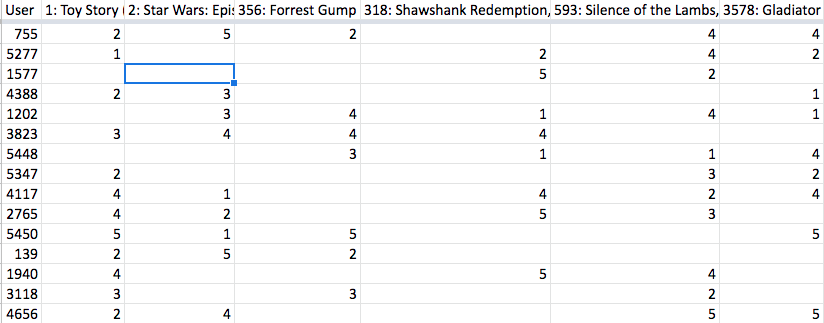 User 1: Toy Story ( 2: Star Wars: Epis 356: Forrest Gump 318: Shawshank Redemption, 593: Silence of the Lambs, 3578: Gladiator
755 2 5 2 4 4
5277 1 2 4 2
1577 5 2
4388 2 3 1
1202 3 4 1 4 1
3823 3 4 4 4
5448 3 1 1 4
5347 2 3 2
4117 4 1 4 2 4
2765 4 2 5 3
5450 5 1 5 5
139 2 5 2
1940 4 5 4
3118 3 3 2
4656 2 4 5 5